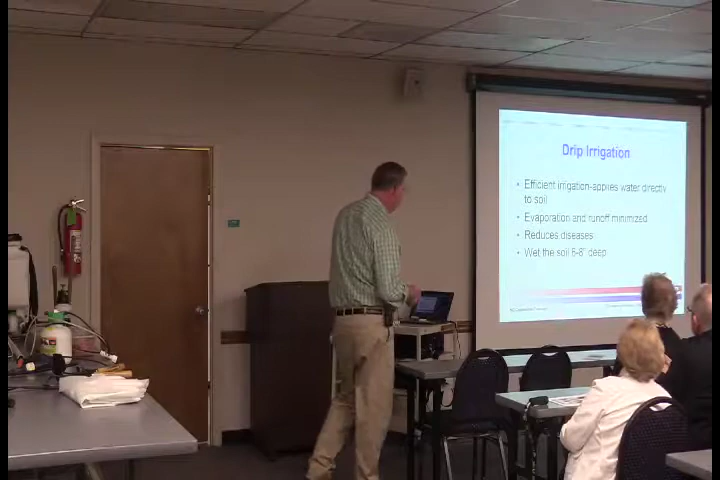 Drip Irrigation
• Efficient irrigation-applies water directly
to soil
• Evaporation and runoff minimized
• Reduces diseases
• Wet the soil 6-8" deep